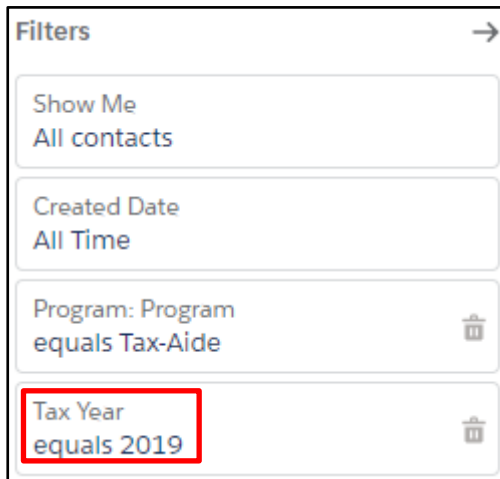 Filters
Show Me
All contacts
Created Date
All Time
Program: Program
equals Tax-Aide
Tax Year
equals 2019